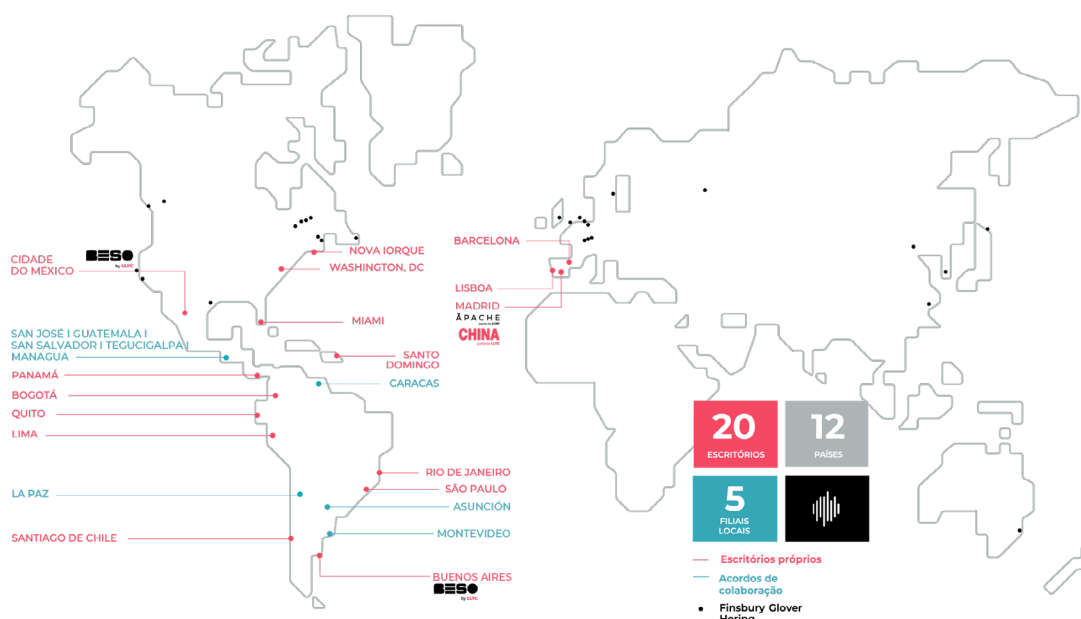 BESO
by LLYC
CIDADE
DO MÉXICO
SAN JOSÉ I GUATEMALA I
SAN SALVADOR I TEGUCIGALPA I
MANAGUA
PANAMÁ
BOGOTÁ
QUITO
LIMA
LA PAZ
SANTIAGO DE CHILE
NOVA IORQUE
WASHINGTON, DC
MIAMI
SANTO
DOMINGO
CARACAS
RIO DE JANEIRO
SÃO PAULO
ASUNCIÓN
MONTEVIDEO
BUENOS AIRES
BESO
by LLYC
BARCELONA
LISBOA
MADRID
APACHE
CHINA
20
ESCRITÓRIOS
12
PAÍSES
5
FILIAIS
LOCAIS
Escritórios próprios
Acordos de
colaboração
Finsbury Glover
Hering